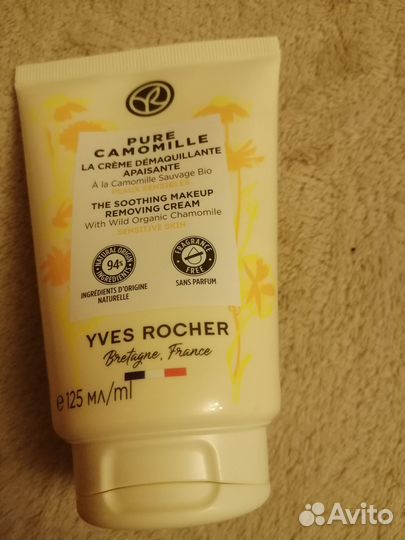 PURE
CAMOMILLE
LA CRÈME DÉMAQUILLANTE
APAISANTE
À la Camomille Sauvage Bio
PEAUX SENSIBLES
THE SOOTHING MAKEUP
REMOVING CREAM
With Wild Organic Chamomile
SENSITIVE SKIN
NATURAL ORIGIN
94%
INGREDIENTS
FRAGRANCE
FREE
INGRÉDIENTS D'ORIGINE
NATURELLE
SANS PARFUM
YVES ROCHER
Bretagne, France
e 125 МЛ/ml
Avito